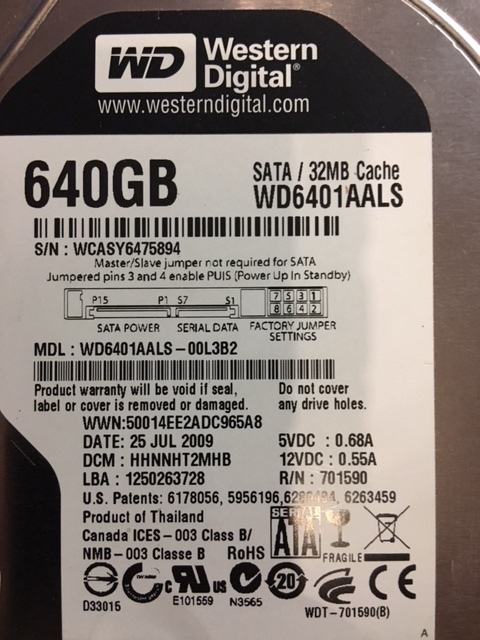 WD Western
Digital®
www.westerndigital.com
640GB
SATA / 32MB Cache
WD6401AALS
S/N : WCASY6475894
Master/Slave jumper not required for SATA
Jumpered pins 3 and 4 enable PUIS (Power Up In Standby)
P15 P1 S7 S1 7 5 3 1
8 6 4 2
SATA POWER SERIAL DATA FACTORY JUMPER
SETTINGS
MDL : WD6401AALS - 00L3B2
Product warranty will be void if seal, Do not cover
label or cover is removed or damaged. any drive holes.
WWN:50014EE2ADC965A8
DATE: 25 JUL 2009 5VDC : 0.68A
DCM : HHNNHT2MHB 12VDC : 0.55A
LBA : 1250263728 R/N : 701590
U.S. Patents: 6178056, 5956196, 6263459
Product of Thailand
Canada ICES - 003 Class B/
NMB - 003 Classe B RoHS
SERIAL
ATA
FRAGILE
c UL us 20 CE
D33015 E101559 N3565
WDT - 701590(B)
A